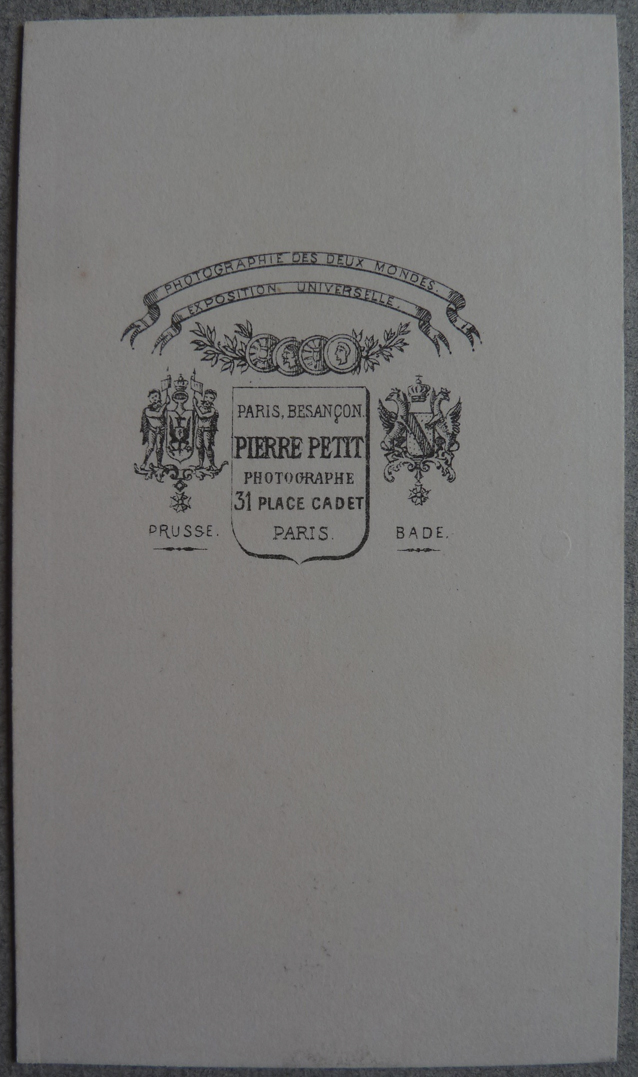 PHOTOGRAPHIE DES DEUX MONDES.
EXPOSITION UNIVERSELLE.
PARIS, BESANÇON.
PIERRE PETIT
PHOTOGRAPHE
31 PLACE CADET
PARIS.
PRUSSE.
BADE.